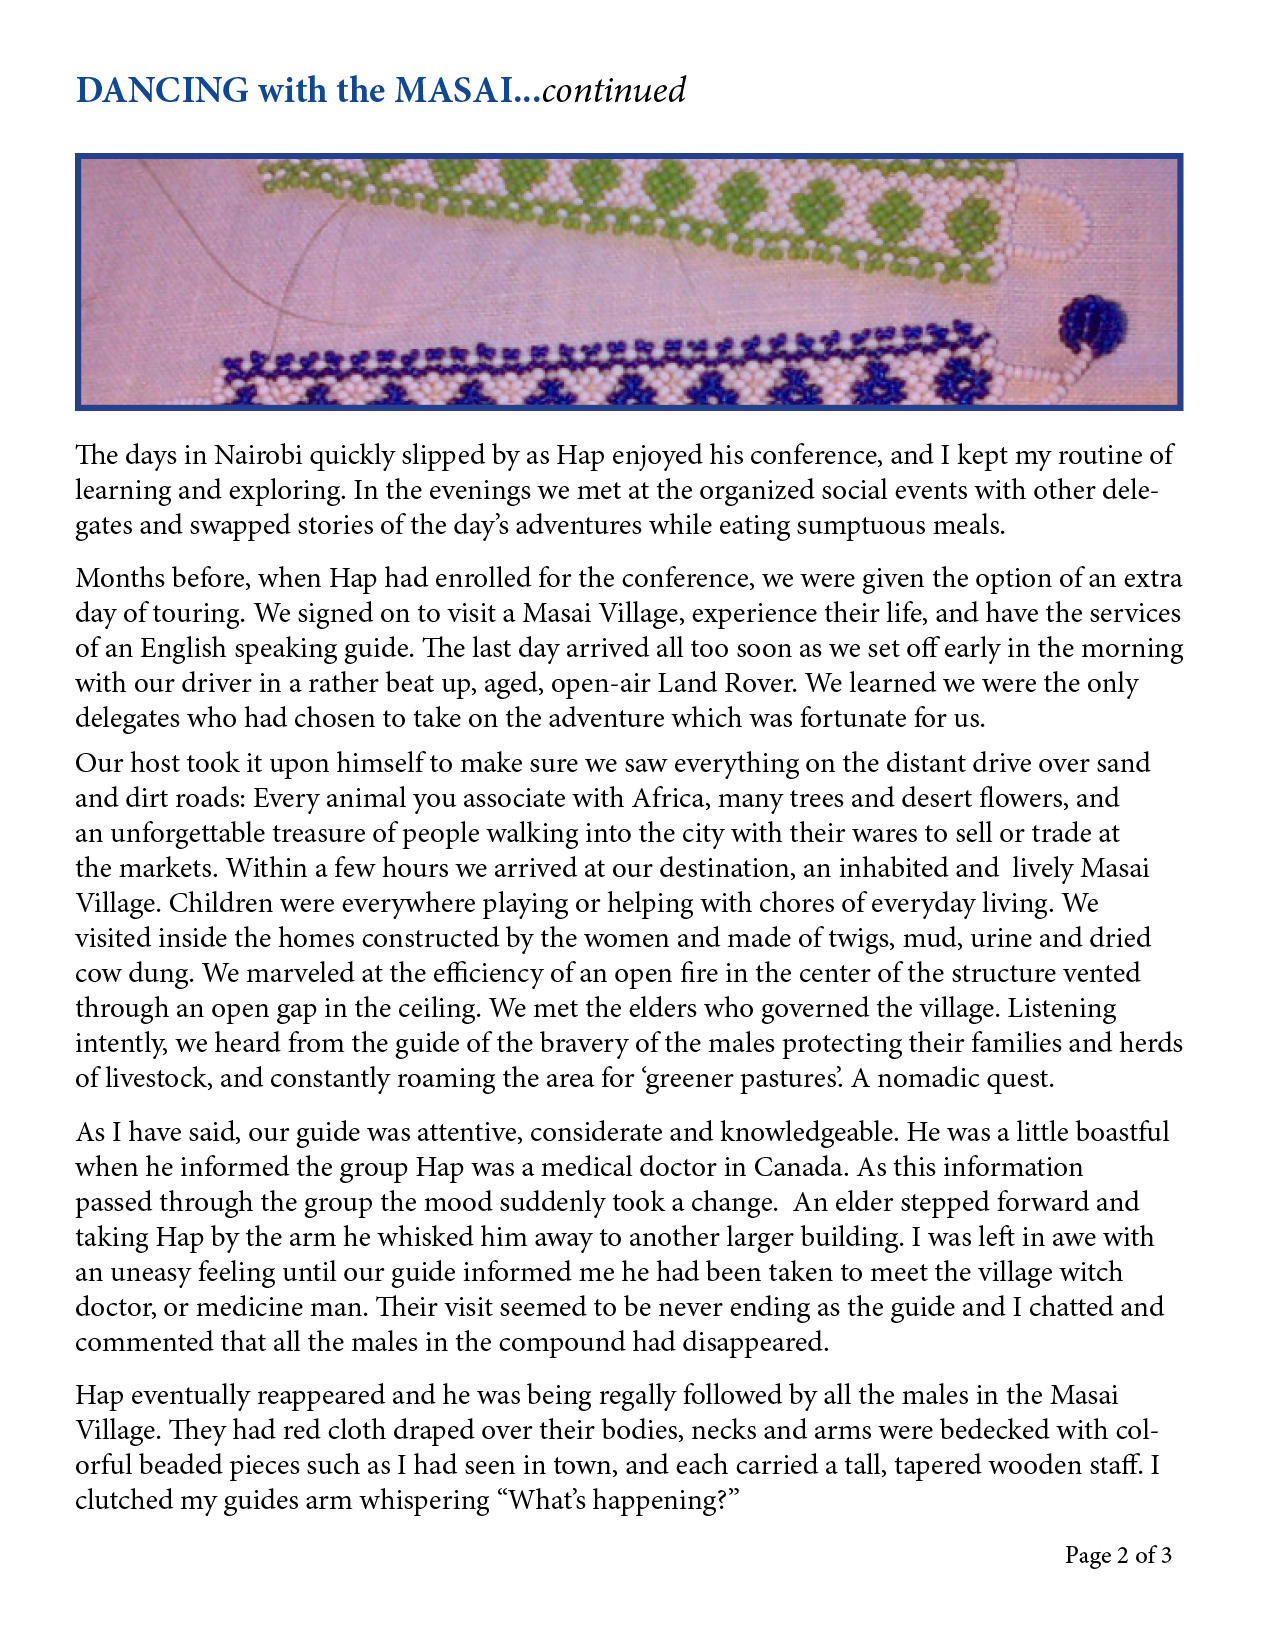 DANCING with the MASAI...continued
The days in Nairobi quickly slipped by as Hap enjoyed his conference, and I kept my routine of
learning and exploring. In the evenings we met at the organized social events with other dele-
gates and swapped stories of the day’s adventures while eating sumptuous meals.
Months before, when Hap had enrolled for the conference, we were given the option of an extra
day of touring. We signed on to visit a Masai Village, experience their life, and have the services
of an English speaking guide. The last day arrived all too soon as we set off early in the morning
with our driver in a rather beat up, aged, open-air Land Rover. We learned we were the only
delegates who had chosen to take on the adventure which was fortunate for us.
Our host took it upon himself to make sure we saw everything on the distant drive over sand
and dirt roads: Every animal you associate with Africa, many trees and desert flowers, and
an unforgettable treasure of people walking into the city with their wares to sell or trade at
the markets. Within a few hours we arrived at our destination, an inhabited and  lively Masai
Village. Children were everywhere playing or helping with chores of everyday living. We
visited inside the homes constructed by the women and made of twigs, mud, urine and dried
cow dung. We marveled at the efficiency of an open fire in the center of the structure vented
through an open gap in the ceiling. We met the elders who governed the village. Listening
intently, we heard from the guide of the bravery of the males protecting their families and herds
of livestock, and constantly roaming the area for ‘greener pastures’. A nomadic quest.
As I have said, our guide was attentive, considerate and knowledgeable. He was a little boastful
when he informed the group Hap was a medical doctor in Canada. As this information
passed through the group the mood suddenly took a change.  An elder stepped forward and
taking Hap by the arm he whisked him away to another larger building. I was left in awe with
an uneasy feeling until our guide informed me he had been taken to meet the village witch
doctor, or medicine man. Their visit seemed to be never ending as the guide and I chatted and
commented that all the males in the compound had disappeared.
Hap eventually reappeared and he was being regally followed by all the males in the Masai
Village. They had red cloth draped over their bodies, necks and arms were bedecked with col-
orful beaded pieces such as I had seen in town, and each carried a tall, tapered wooden staff. I
clutched my guides arm whispering “What’s happening?”
Page 2 of 3